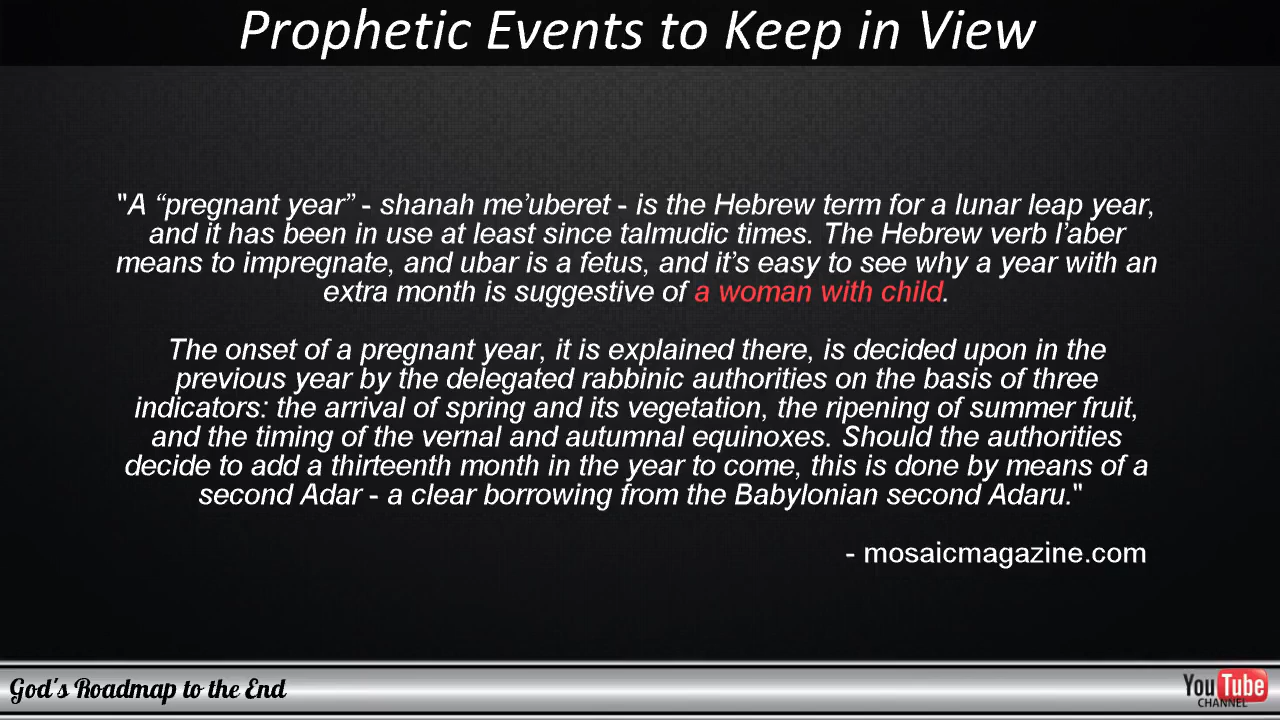 Prophetic Events to Keep in View
"A “pregnant year” - shanah me’uberet - is the Hebrew term for a lunar leap year,
and it has been in use at least since talmudic times. The Hebrew verb l’aber
means to impregnate, and ubar is a fetus, and it’s easy to see why a year with an
extra month is suggestive of a woman with child.
The onset of a pregnant year, it is explained there, is decided upon in the
previous year by the delegated rabbinic authorities on the basis of three
indicators: the arrival of spring and its vegetation, the ripening of summer fruit,
and the timing of the vernal and autumnal equinoxes. Should the authorities
decide to add a thirteenth month in the year to come, this is done by means of a
second Adar - a clear borrowing from the Babylonian second Adaru."
- mosaicmagazine.com
God's Roadmap to the End
YouTube
CHANNEL